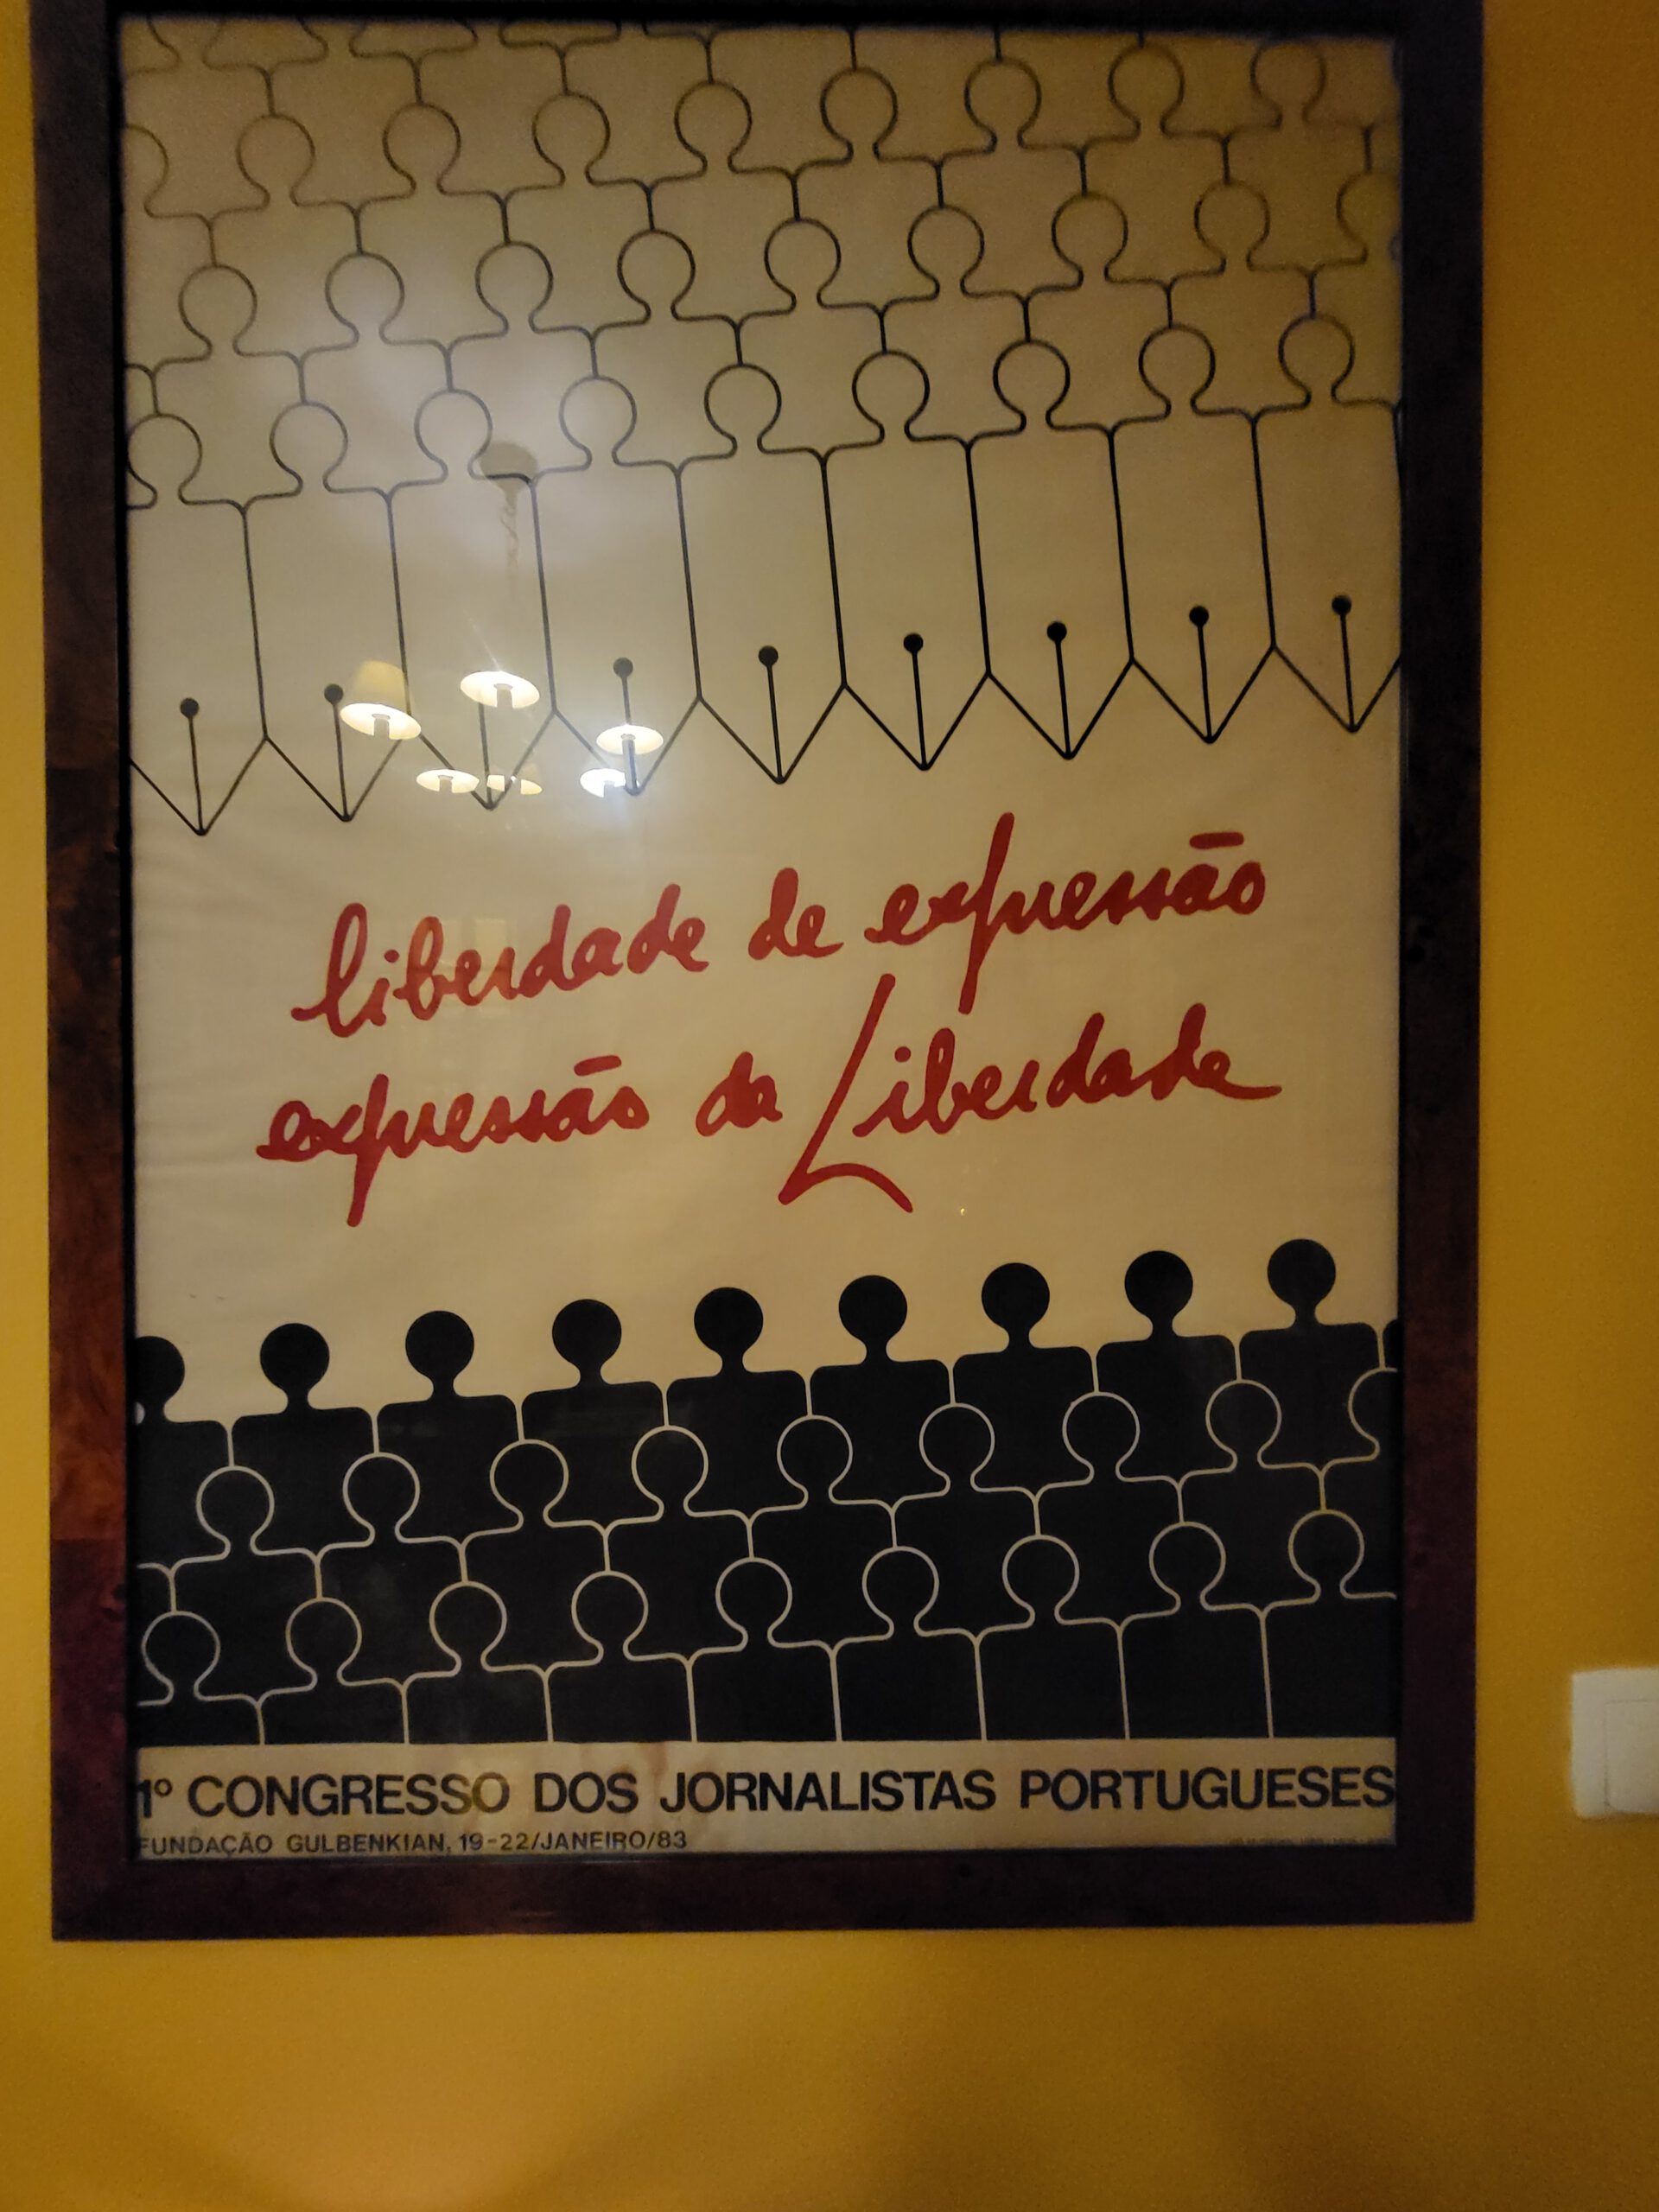 liberdade de expressão
expressão da Liberdade
1º CONGRESSO DOS JORNALISTAS PORTUGUESES
FUNDAÇÃO GULBENKIAN, 19-22/JANEIRO/83